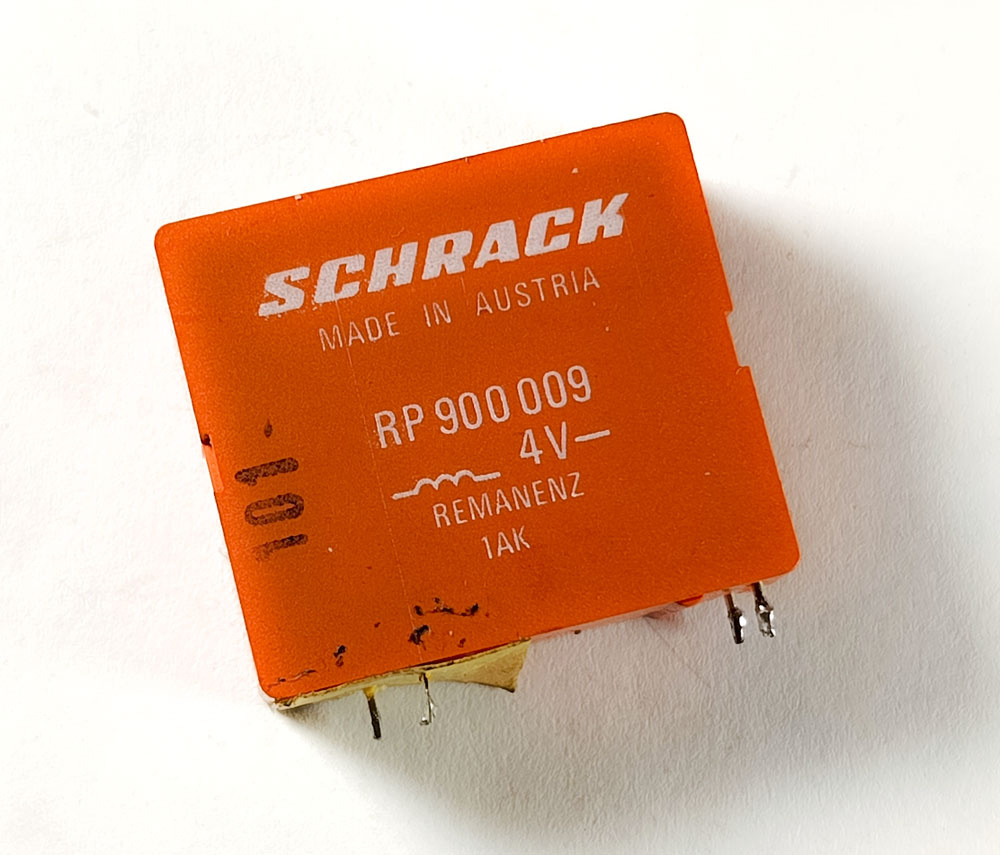 SCHRACK
MADE IN AUSTRIA
RP 900 009
4V—
REMANENZ
1AK
101